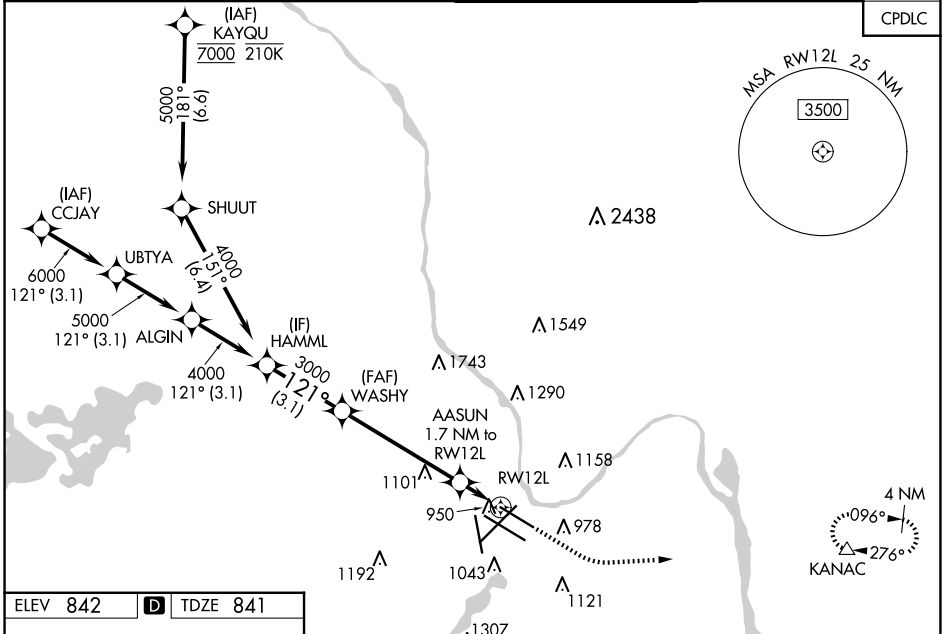 CPDLC
(IAF)
KAYQU
7000 210K
MSA RW12L 25 NM
3500
5000
181°
(6.6)
(IAF)
CCJAY
SHUUT
2438
UBTYA
4000
151°
(6.4)
6000
121° (3.1)
5000
121° (3.1)
ALGIN
(IF)
HAMML
1549
4000
121° (3.1)
3000
121°
(3.1)
(FAF)
WASHY
1743
1290
AASUN
1.7 NM to
RW12L
1158
1101
RW12L
950
978
4 NM
096°
276°
KANAC
1192
1043
1121
ELEV 842 D TDZE 841
1307